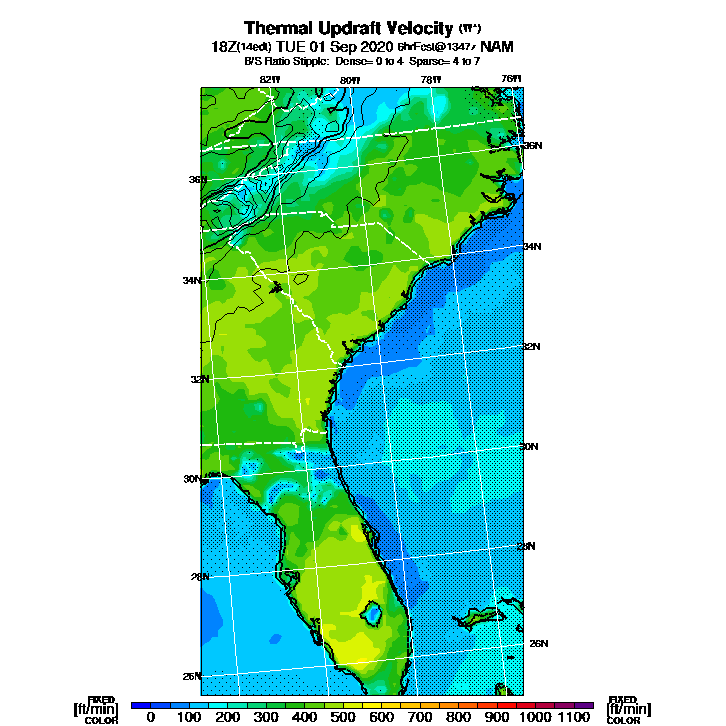 Thermal Updraft Velocity (W*)
18Z(14edt) TUE 01 Sep 2020 6hrFcst@1347z NAM
B/S Ratio Stipple: Dense= 0 to 4 Sparse= 4 to 7
82W 80W 78W 76W
36N
36N
34N
34N
32N
32N
30N
30N
28N
28N
26N
26N
FIXED
[ft/min]
COLOR
0 100 200 300 400 500 600 700 800 900 1000 1100
FIXED
[ft/min]
COLOR